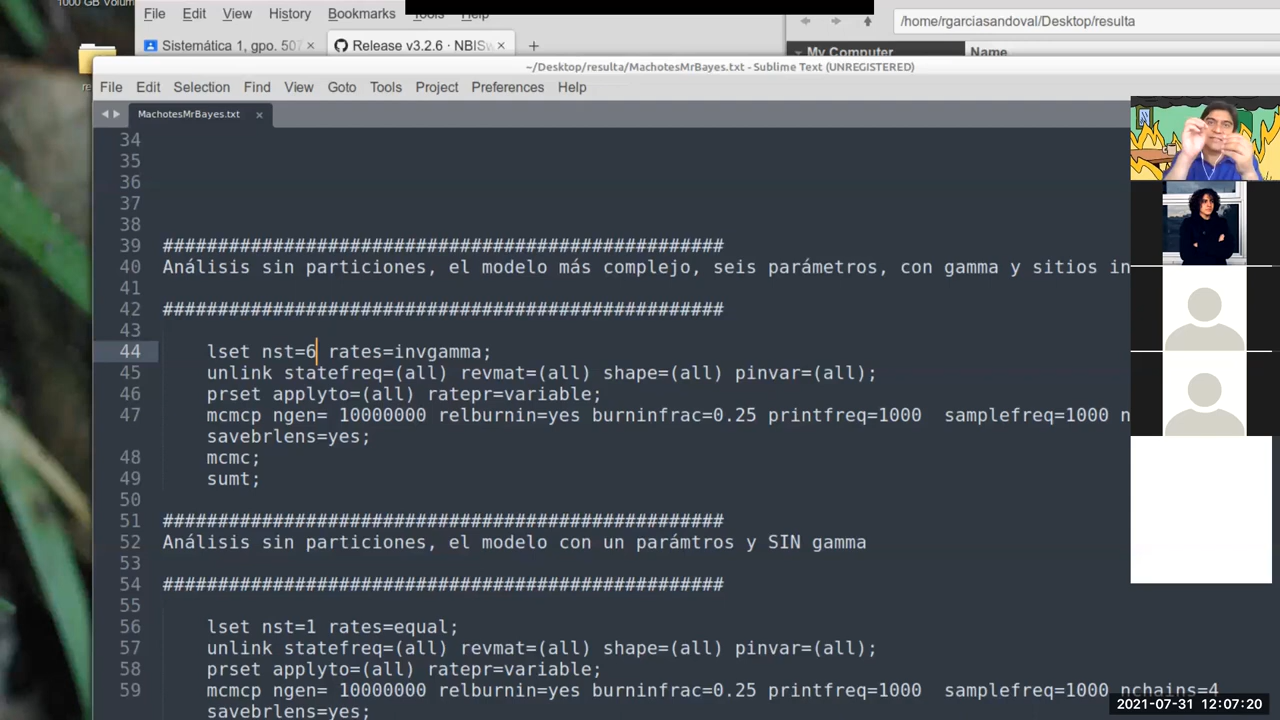 1000 GB Volum
File Edit View History Bookmarks Tools Help
/home/rgarciasandoval/Desktop/resulta
Sistemática 1, gpo. 507 × Release v3.2.6 · NBISw × +
My Computer Name
~/Desktop/resulta/MachotesMrBayes.txt - Sublime Text (UNREGISTERED)
File Edit Selection Find View Goto Tools Project Preferences Help
MachotesMrBayes.txt ×
34
35
36
37
38
39 ###################################################
40 Análisis sin particiones, el modelo más complejo, seis parámetros, con gamma y sitios in
41
42 ###################################################
43
44 lset nst=6 rates=invgamma;
45 unlink statefreq=(all) revmat=(all) shape=(all) pinvar=(all);
46 prset applyto=(all) ratepr=variable;
47 mcmcp ngen= 10000000 relburnin=yes burninfrac=0.25 printfreq=1000 samplefreq=1000 n
savebrlens=yes;
48 mcmc;
49 sumt;
50
51 ###################################################
52 Análisis sin particiones, el modelo con un parámtros y SIN gamma
53
54 ###################################################
55
56 lset nst=1 rates=equal;
57 unlink statefreq=(all) revmat=(all) shape=(all) pinvar=(all);
58 prset applyto=(all) ratepr=variable;
59 mcmcp ngen= 10000000 relburnin=yes burninfrac=0.25 printfreq=1000 samplefreq=1000 nchains=4
savebrlens=yes;
2021-07-31 12:07:20